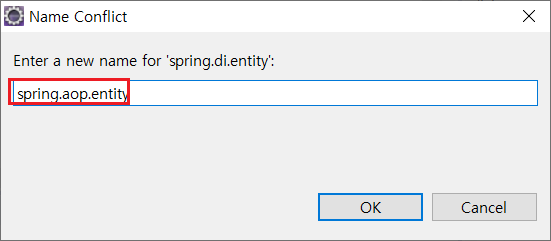 Name Conflict
Enter a new name for 'spring.di.entity':
spring.aop.entity
OK
Cancel